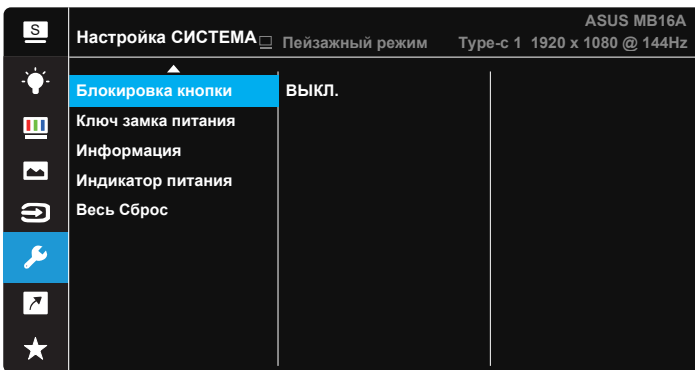 S
ASUS MB16A
Настройка СИСТЕМА Пейзажный режим Type-c 1 1920 x 1080 @ 144Hz
Блокировка кнопки ВЫКЛ.
Ключ замка питания
Информация
Индикатор питания
Весь Сброс